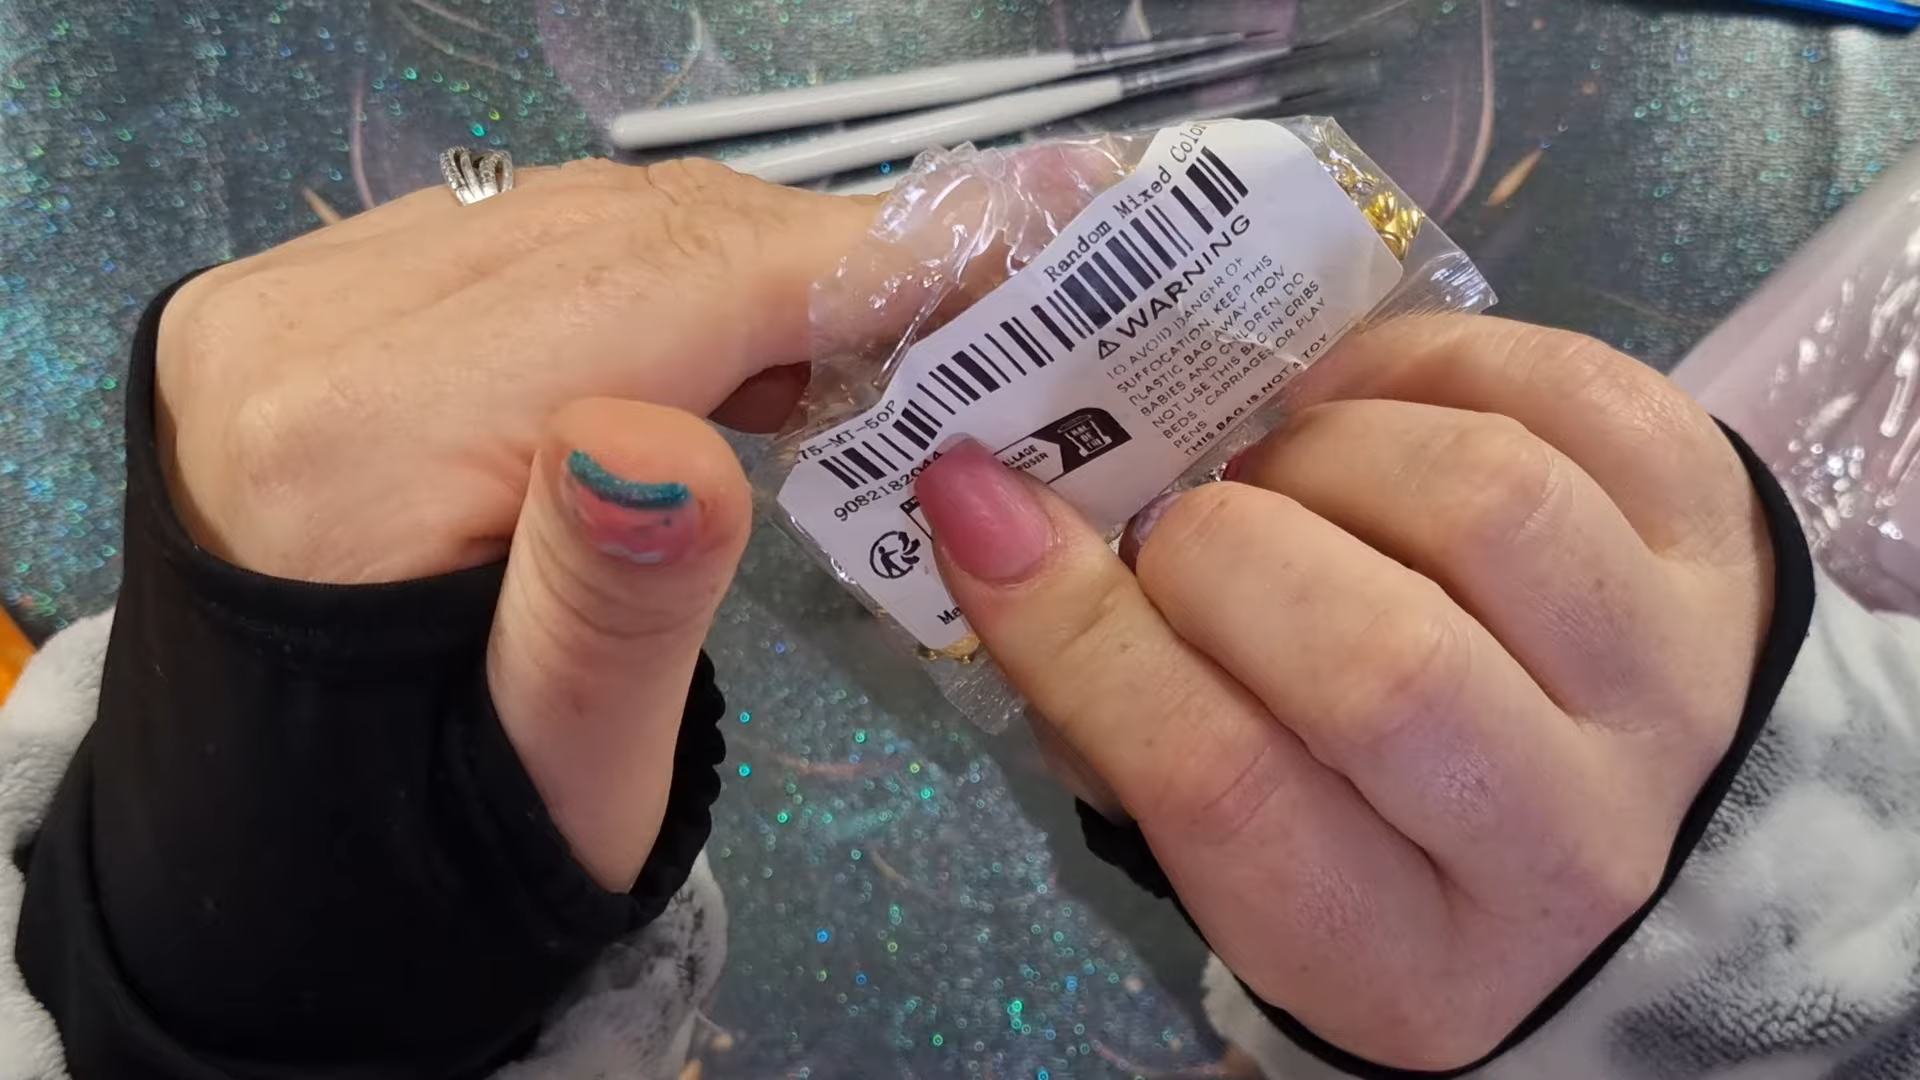 Random Mixed Color
75-MT-50P
9082182044
WARNING
TO AVOID DANGER OF
SUFFOCATION, KEEP THIS
PLASTIC BAG AWAY FROM
BABIES AND CHILDREN. DO
NOT USE THIS BAG IN CRIBS
BEDS, CARRIAGES OR PLAY
PENS
THIS BAG IS NOT A TOY